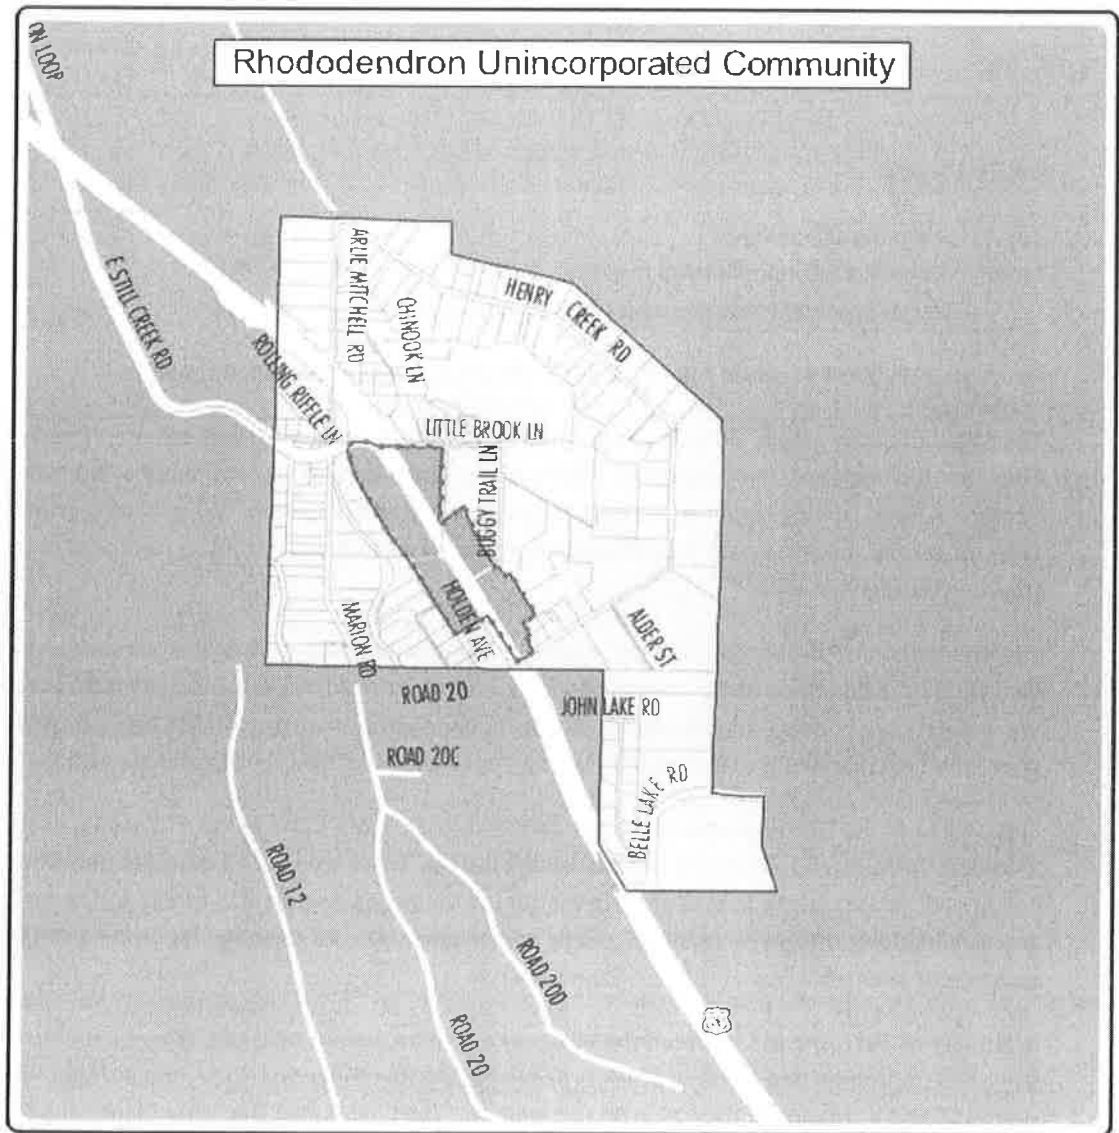 ON LOOP
Rhododendron Unincorporated Community
ARLIE MITCHELL RD
HENRY CREEK RD
E STILL CREEK RD
CHINOOK LN
ROLLING RIFFLE LN
LITTLE BROOK LN
BUGGY TRAIL LN
HOLDEN AVE
MARION RD
ALDER ST
ROAD 20
JOHN LAKE RD
ROAD 20C
BELLE LAKE RD
ROAD 12
ROAD 20D
ROAD 20